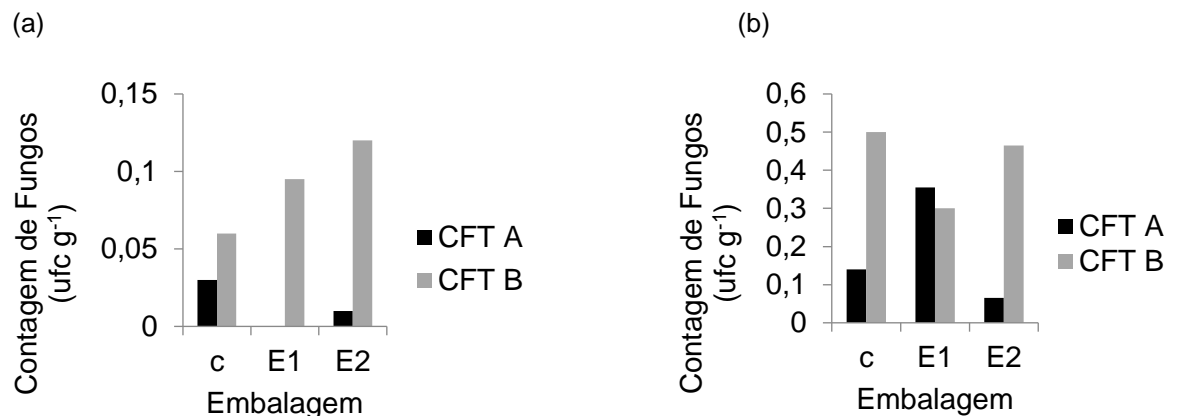 (a)
Contagem de Fungos
(ufc g-1)
0,15
0,1
0,05
0
c E1 E2
Embalagem
CFT A
CFT B
(b)
Contagem de Fungos
(ufc g-1)
0,6
0,5
0,4
0,3
0,2
0,1
0
c E1 E2
Embalagem
CFT A
CFT B